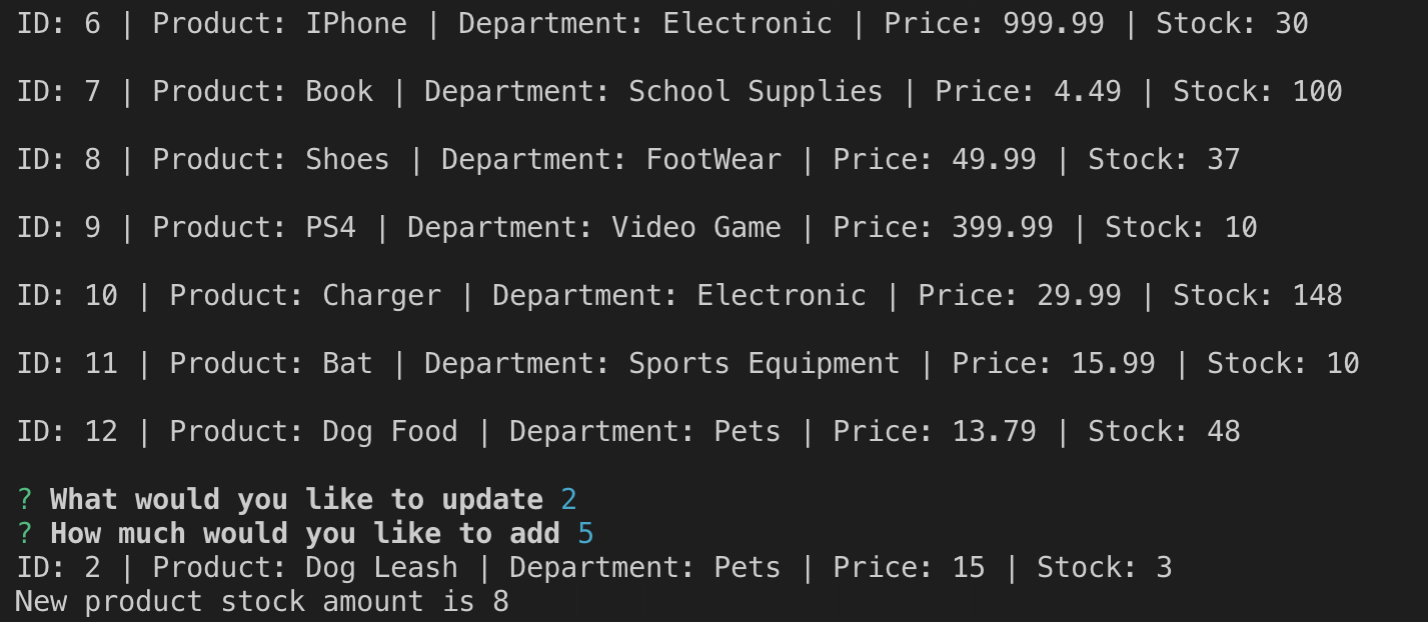 ID: 6 | Product: IPhone | Department: Electronic | Price: 999.99 | Stock: 30
ID: 7 | Product: Book | Department: School Supplies | Price: 4.49 | Stock: 100
ID: 8 | Product: Shoes | Department: FootWear | Price: 49.99 | Stock: 37
ID: 9 | Product: PS4 | Department: Video Game | Price: 399.99 | Stock: 10
ID: 10 | Product: Charger | Department: Electronic | Price: 29.99 | Stock: 148
ID: 11 | Product: Bat | Department: Sports Equipment | Price: 15.99 | Stock: 10
ID: 12 | Product: Dog Food | Department: Pets | Price: 13.79 | Stock: 48
? What would you like to update 2
? How much would you like to add 5
ID: 2 | Product: Dog Leash | Department: Pets | Price: 15 | Stock: 3
New product stock amount is 8